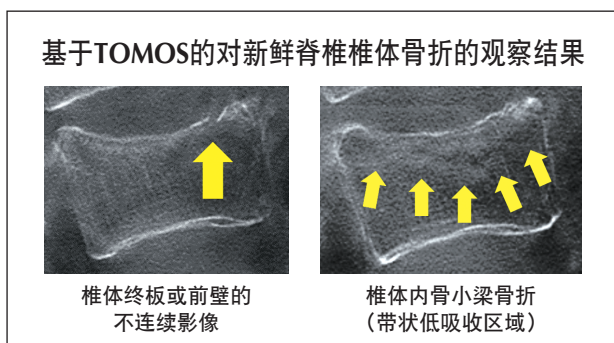 基于TOMOS的对新鲜脊椎椎体骨折的观察结果
椎体终板或前壁的
不连续影像
椎体内骨小梁骨折
（带状低吸收区域）